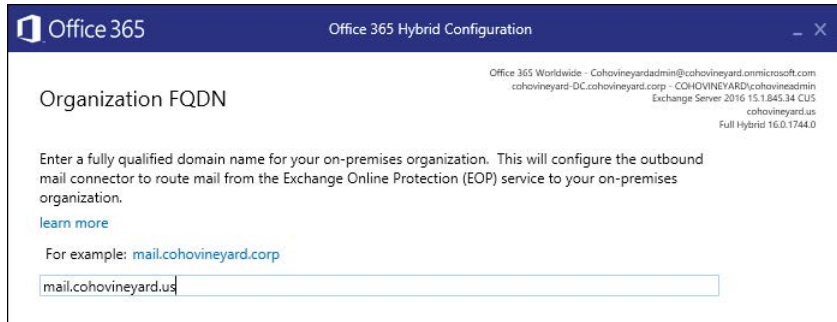 Office 365
Office 365 Hybrid Configuration
Office 365 Worldwide - Cohovineyardadmin@cohovineyard.onmicrosoft.com
cohovineyard-DC.cohovineyard.corp - COHOVINEYARD\cohovineadmin
Exchange Server 2016 15.1.845.34 CU5
cohovineyard.us
Full Hybrid 16.0.1744.0
Organization FQDN
Enter a fully qualified domain name for your on-premises organization. This will configure the outbound
mail connector to route mail from the Exchange Online Protection (EOP) service to your on-premises
organization.
learn more
For example: mail.cohovineyard.corp
mail.cohovineyard.us